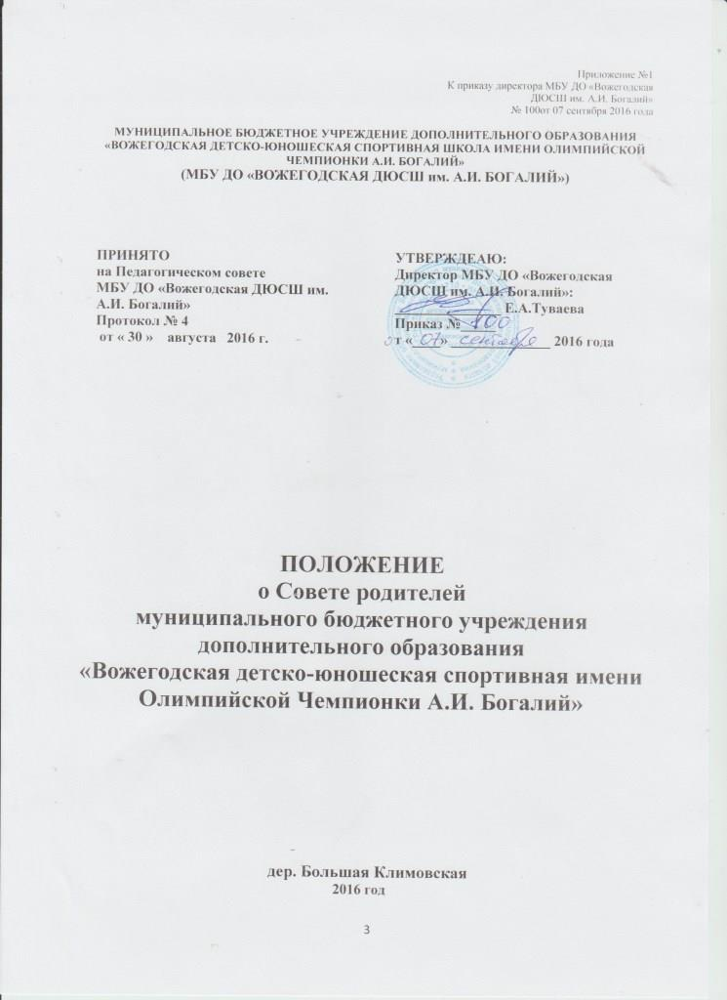 Приложение №1
К приказу директора МБУ ДО «Вожегодская
ДЮСШ им. А.И. Богалий»
№ 100от 07 сентября 2016 года
МУНИЦИПАЛЬНОЕ БЮДЖЕТНОЕ УЧРЕЖДЕНИЕ ДОПОЛНИТЕЛЬНОГО ОБРАЗОВАНИЯ
«ВОЖЕГОДСКАЯ ДЕТСКО-ЮНОШЕСКАЯ СПОРТИВНАЯ ШКОЛА ИМЕНИ ОЛИМПИЙСКОЙ
ЧЕМПИОНКИ А.И. БОГАЛИЙ»
(МБУ ДО «ВОЖЕГОДСКАЯ ДЮСШ им. А.И. БОГАЛИЙ»)
ПРИНЯТО
на Педагогическом совете
МБУ ДО «Вожегодская ДЮСШ им.
А.И. Богалий»
Протокол № 4
от « 30 » августа 2016 г.
УТВЕРЖДЕАЮ:
Директор МБУ ДО «Вожегодская
ДЮСШ им. А.И. Богалий»:
Е.А.Туваева
Приказ № 100
от « 07» сентября 2016 года
ПОЛОЖЕНИЕ
о Совете родителей
муниципального бюджетного учреждения
дополнительного образования
«Вожегодская детско-юношеская спортивная имени
Олимпийской Чемпионки А.И. Богалий»
дер. Большая Климовская
2016 год
3